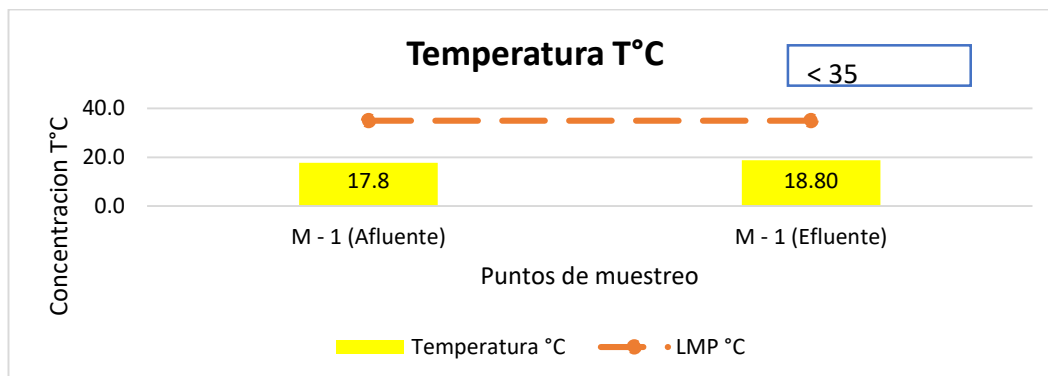 Temperatura T°C
< 35
Concentracion T°C
40.0
20.0
0.0
17.8
18.80
M - 1 (Afluente)
M - 1 (Efluente)
Puntos de muestreo
Temperatura °C
LMP °C